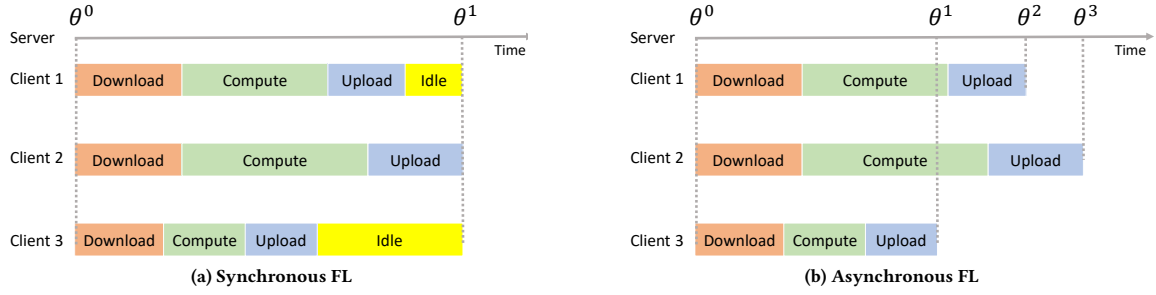 θ⁰ θ¹
Server
Time
Client 1 Download Compute Upload Idle
Client 2 Download Compute Upload
Client 3 Download Compute Upload Idle
(a) Synchronous FL
θ⁰ θ¹ θ² θ³
Server
Time
Client 1 Download Compute Upload
Client 2 Download Compute Upload
Client 3 Download Compute Upload
(b) Asynchronous FL